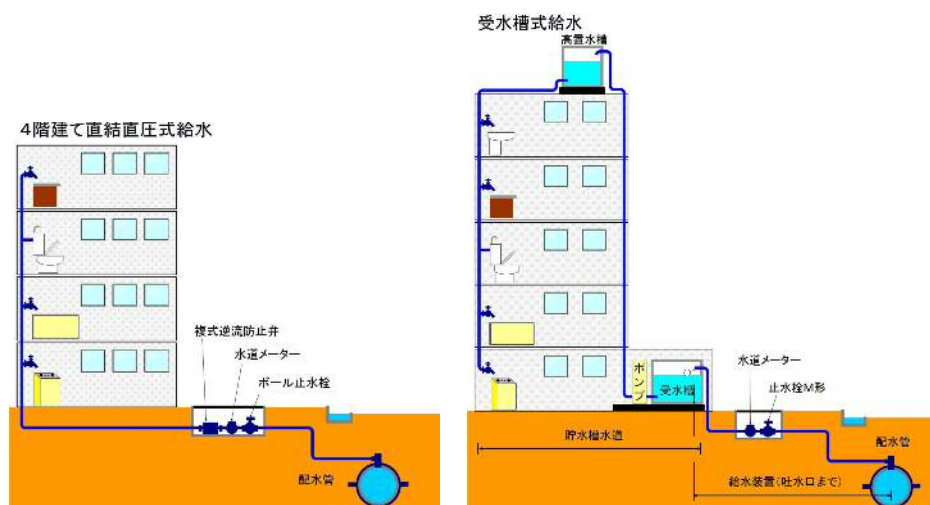 4階建て直結直圧式給水
複式逆流防止弁
水道メーター
ボール止水栓
配水管
受水槽式給水
高置水槽
ポンプ
受水槽
水道メーター
止水栓M形
貯水槽水道
配水管
給水装置(吐水口まで)